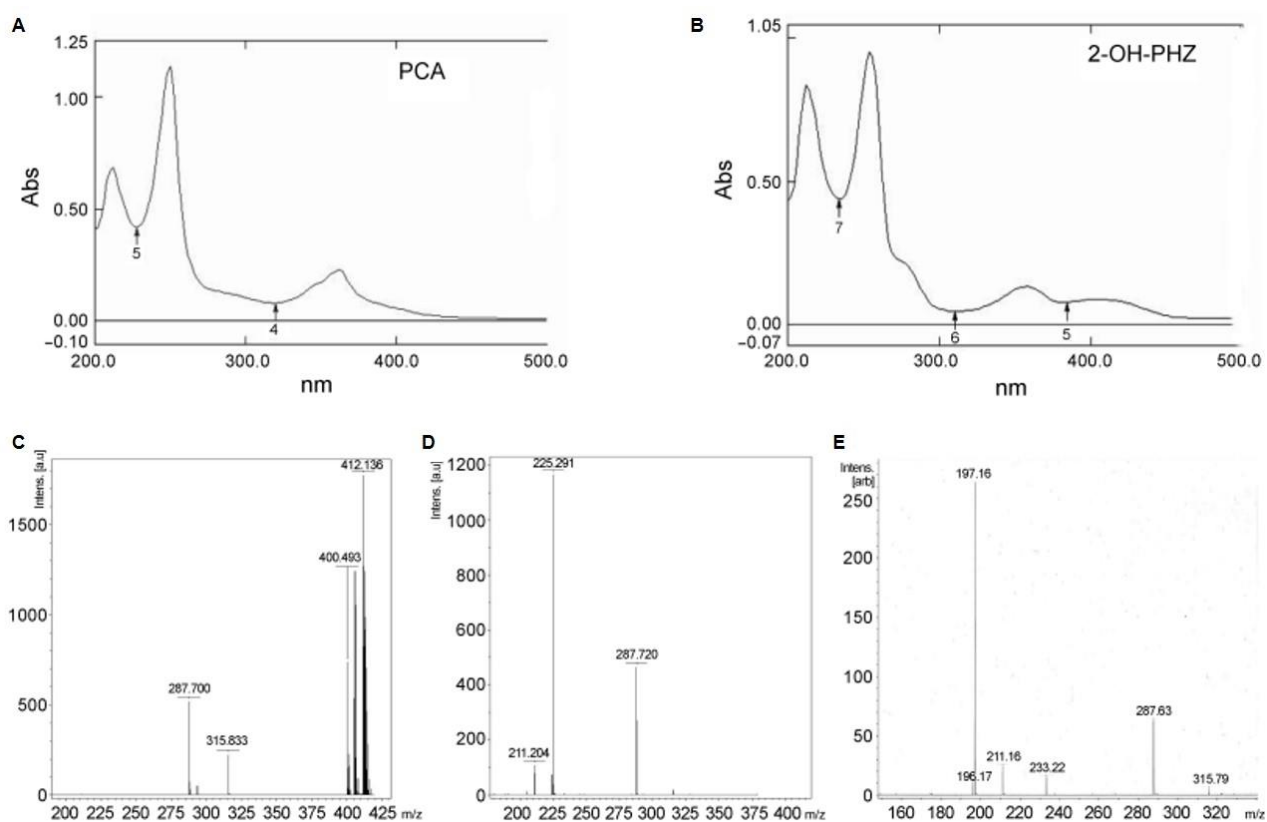 A
PCA
1.25
1.00
0.50
0.00
−0.10
Abs
5
4
200.0 300.0 400.0 500.0
nm
B
2-OH-PHZ
1.05
0.50
0.00
−0.07
Abs
7
6
5
200.0 300.0 400.0 500.0
nm
C
Intens. [a.u]
1500
1000
500
0
412.136
400.493
287.700
315.833
200 225 250 275 300 325 350 375 400 425 m/z
D
Intens. [a.u]
1200
1000
800
600
400
200
0
225.291
287.720
211.204
200 225 250 275 300 325 350 375 400 m/z
E
Intens.
[arb]
250
200
150
100
50
0
197.16
287.63
211.16
233.22
196.17
315.79
160 180 200 220 240 260 280 300 320 m/z